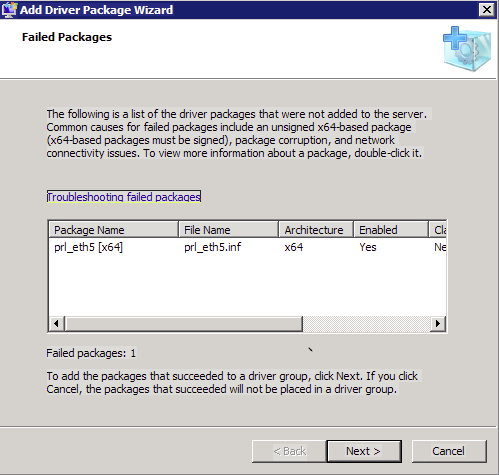 Add Driver Package Wizard
Failed Packages
The following is a list of the driver packages that were not added to the server.
Common causes for failed packages include an unsigned x64-based package
(x64-based packages must be signed), package corruption, and network
connectivity issues. To view more information about a package, double-click it.
Troubleshooting failed packages
Package Name File Name Architecture Enabled Cla
prl_eth5 [x64] prl_eth5.inf x64 Yes Ne
Failed packages: 1
To add the packages that succeeded to a driver group, click Next. If you click
Cancel, the packages that succeeded will not be placed in a driver group.
< Back Next > Cancel